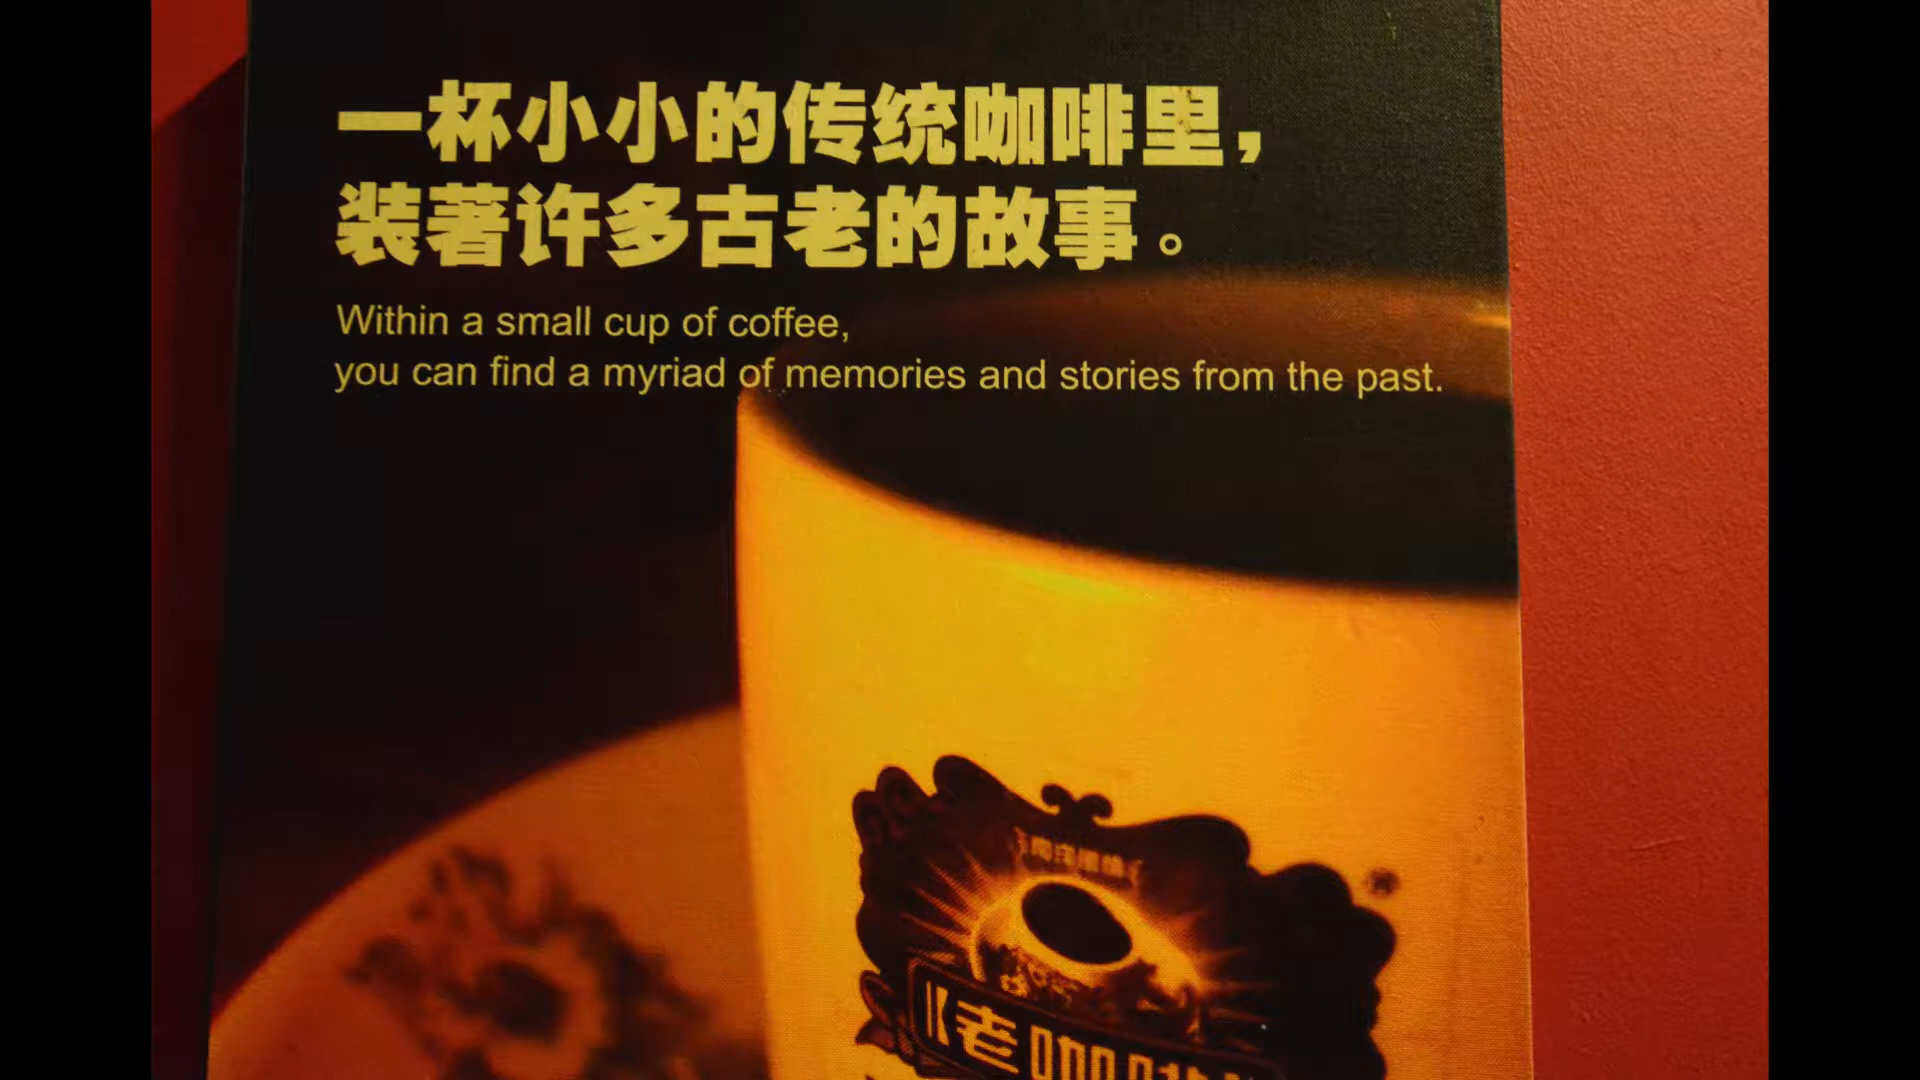 一杯小小的传统咖啡里，
装著许多古老的故事。
Within a small cup of coffee,
you can find a myriad of memories and stories from the past.
老咖啡